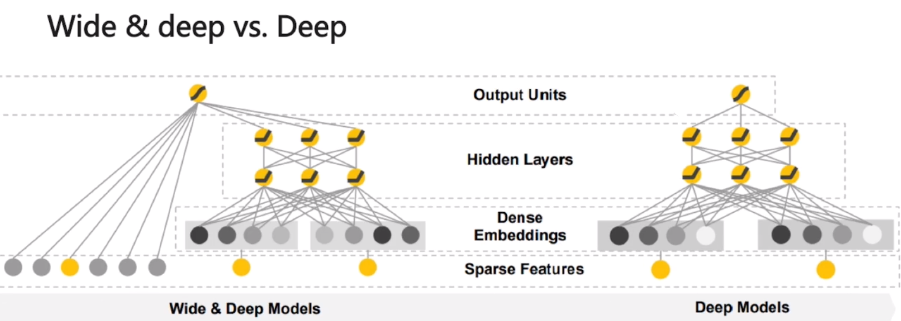 Wide & deep vs. Deep
Output Units
Hidden Layers
Dense
Embeddings
Sparse Features
Wide & Deep Models
Deep Models